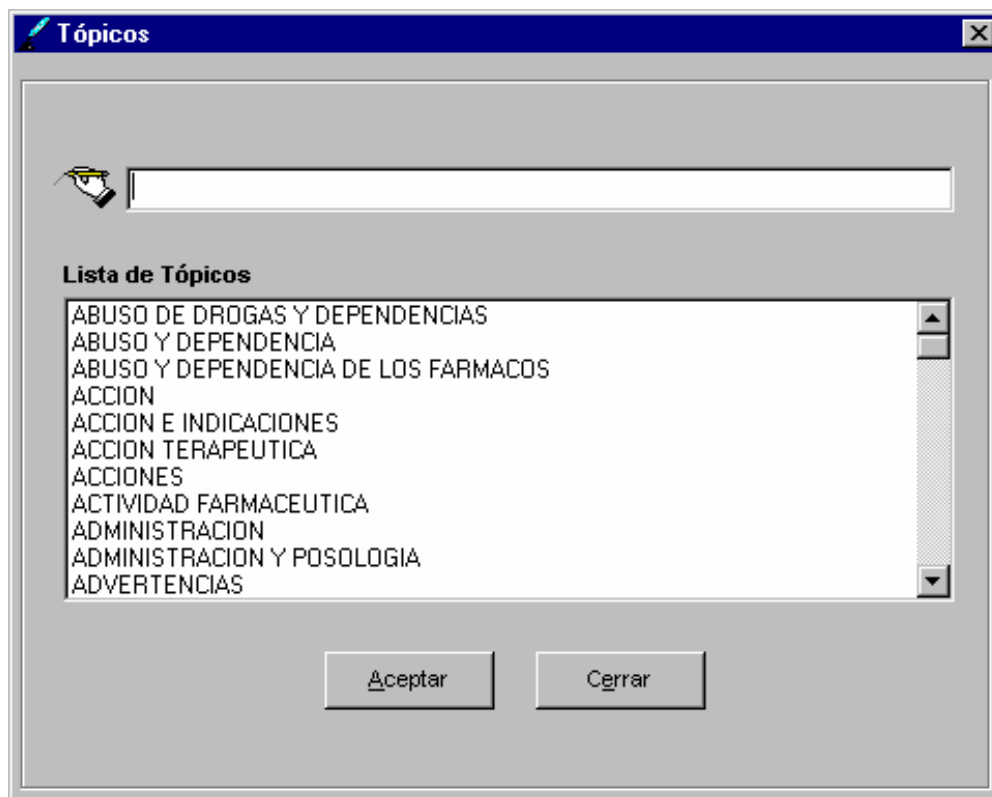 Tópicos
Lista de Tópicos
ABUSO DE DROGAS Y DEPENDENCIAS
ABUSO Y DEPENDENCIA
ABUSO Y DEPENDENCIA DE LOS FARMACOS
ACCION
ACCION E INDICACIONES
ACCION TERAPEUTICA
ACCIONES
ACTIVIDAD FARMACEUTICA
ADMINISTRACION
ADMINISTRACION Y POSOLOGIA
ADVERTENCIAS
Aceptar Cerrar